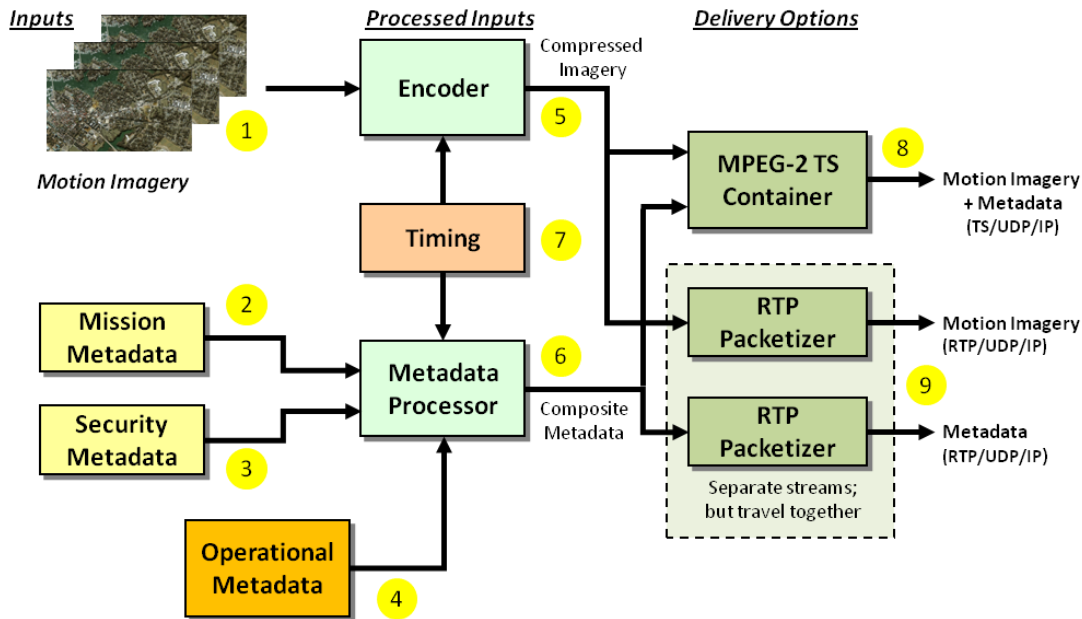 Inputs
Processed Inputs
Delivery Options
Compressed
Imagery
Encoder
1
5
8
MPEG-2 TS
Container
Motion Imagery
Motion Imagery
+ Metadata
(TS/UDP/IP)
Timing
7
2
Mission
Metadata
RTP
Packetizer
Motion Imagery
(RTP/UDP/IP)
6
Metadata
Processor
9
Composite
Metadata
Security
Metadata
3
RTP
Packetizer
Metadata
(RTP/UDP/IP)
Separate streams;
but travel together
Operational
Metadata
4